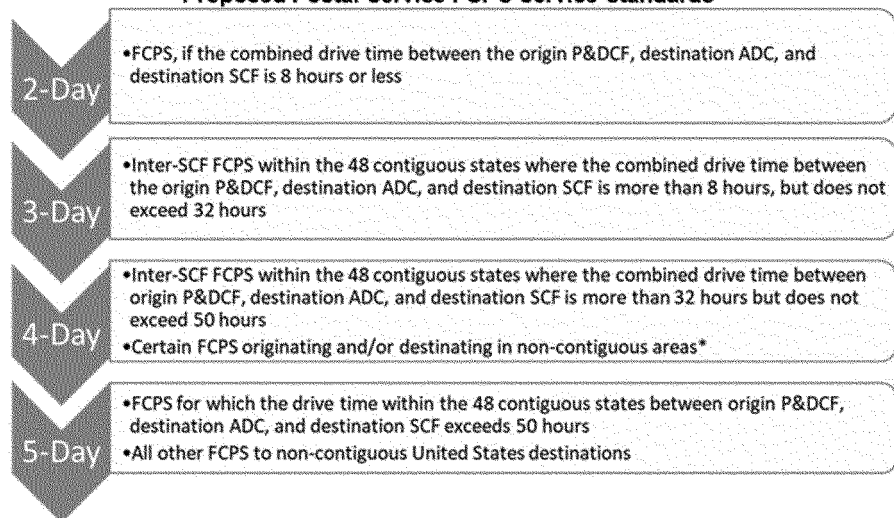 Proposed Postal Service FCPS Service Standards
2-Day
•FCPS, if the combined drive time between the origin P&DCF, destination ADC, and
destination SCF is 8 hours or less
3-Day
•Inter-SCF FCPS within the 48 contiguous states where the combined drive time between
the origin P&DCF, destination ADC, and destination SCF is more than 8 hours, but does not
exceed 32 hours
4-Day
•Inter-SCF FCPS within the 48 contiguous states where the combined drive time between
origin P&DCF, destination ADC, and destination SCF is more than 32 hours but does not
exceed 50 hours
•Certain FCPS originating and/or destinating in non-contiguous areas*
5-Day
•FCPS for which the drive time within the 48 contiguous states between origin P&DCF,
destination ADC, and destination SCF exceeds 50 hours
•All other FCPS to non-contiguous United States destinations